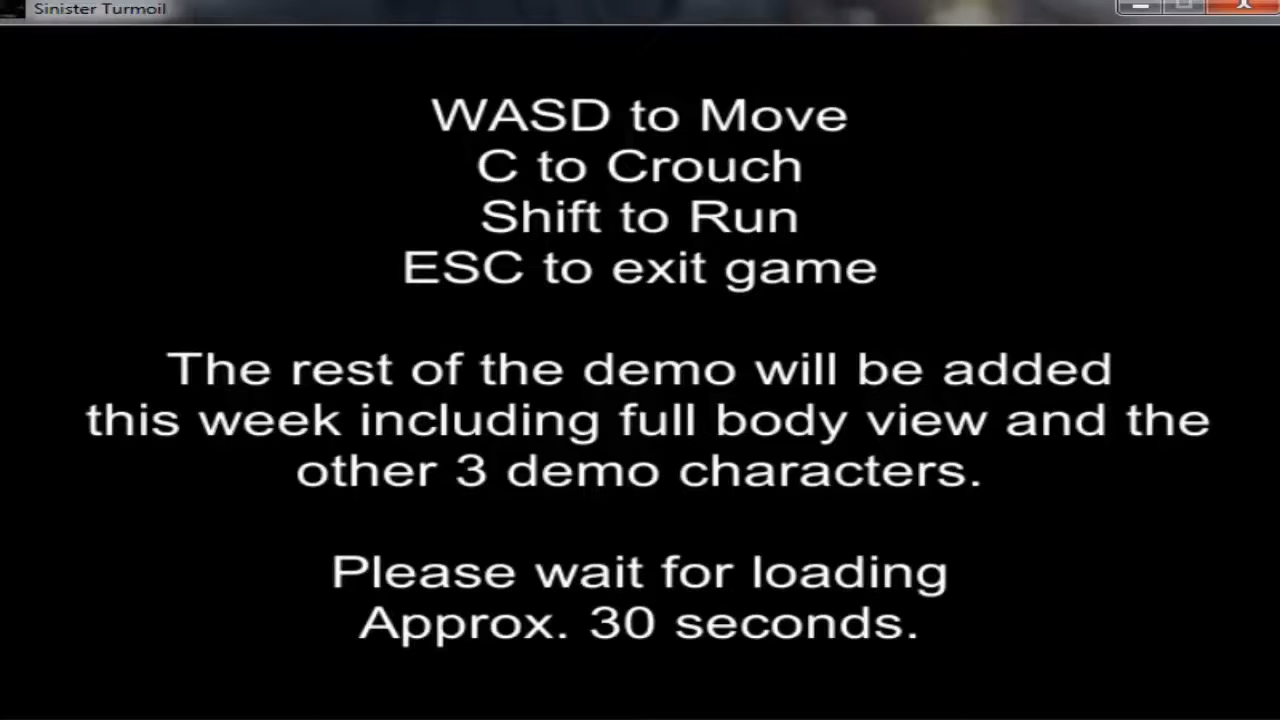 Sinister Turmoil
WASD to Move
C to Crouch
Shift to Run
ESC to exit game
The rest of the demo will be added
this week including full body view and the
other 3 demo characters.
Please wait for loading
Approx. 30 seconds.